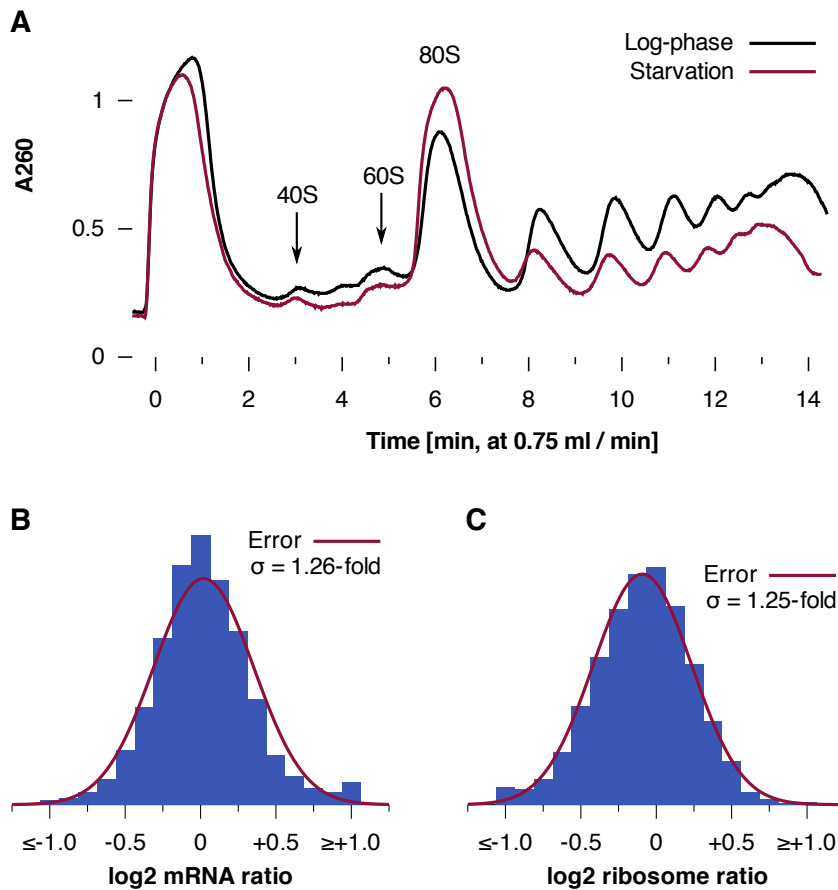 A
Log-phase
Starvation
80S
60S
40S
A260
1
0.5
0
0 2 4 6 8 10 12 14
Time [min, at 0.75 ml / min]
B
Error
σ = 1.26-fold
≤-1.0 -0.5 0 +0.5 ≥+1.0
log2 mRNA ratio
C
Error
σ = 1.25-fold
≤-1.0 -0.5 0 +0.5 ≥+1.0
log2 ribosome ratio